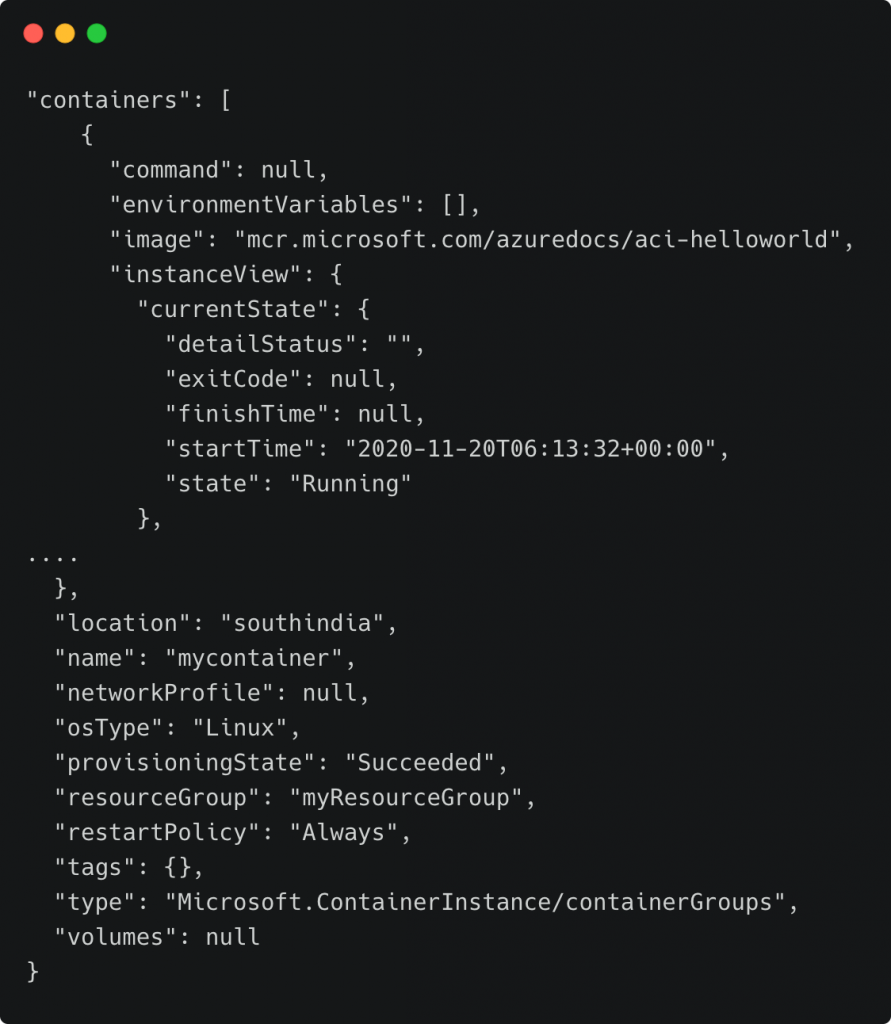 "containers": [
    {
      "command": null,
      "environmentVariables": [],
      "image": "mcr.microsoft.com/azuredocs/aci-helloworld",
      "instanceView": {
        "currentState": {
          "detailStatus": "",
          "exitCode": null,
          "finishTime": null,
          "startTime": "2020-11-20T06:13:32+00:00",
          "state": "Running"
        },
....
  },
  "location": "southindia",
  "name": "mycontainer",
  "networkProfile": null,
  "osType": "Linux",
  "provisioningState": "Succeeded",
  "resourceGroup": "myResourceGroup",
  "restartPolicy": "Always",
  "tags": {},
  "type": "Microsoft.ContainerInstance/containerGroups",
  "volumes": null
}